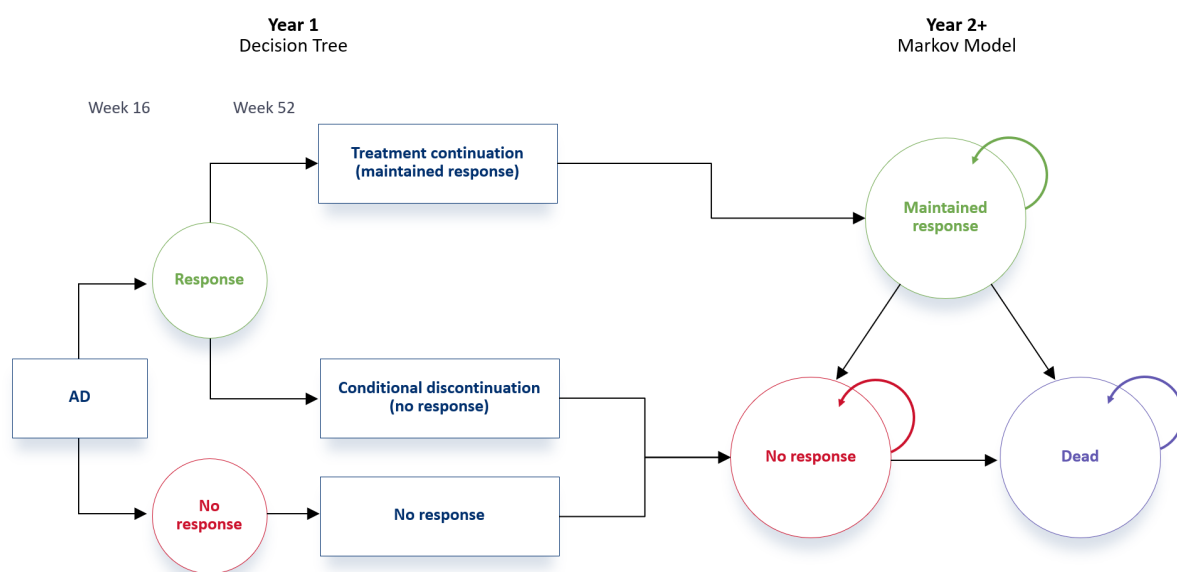 Year 1
Decision Tree
Year 2+
Markov Model
Week 16
Week 52
Treatment continuation
(maintained response)
Maintained
response
Response
AD
Conditional discontinuation
(no response)
No response
Dead
No
response
No response